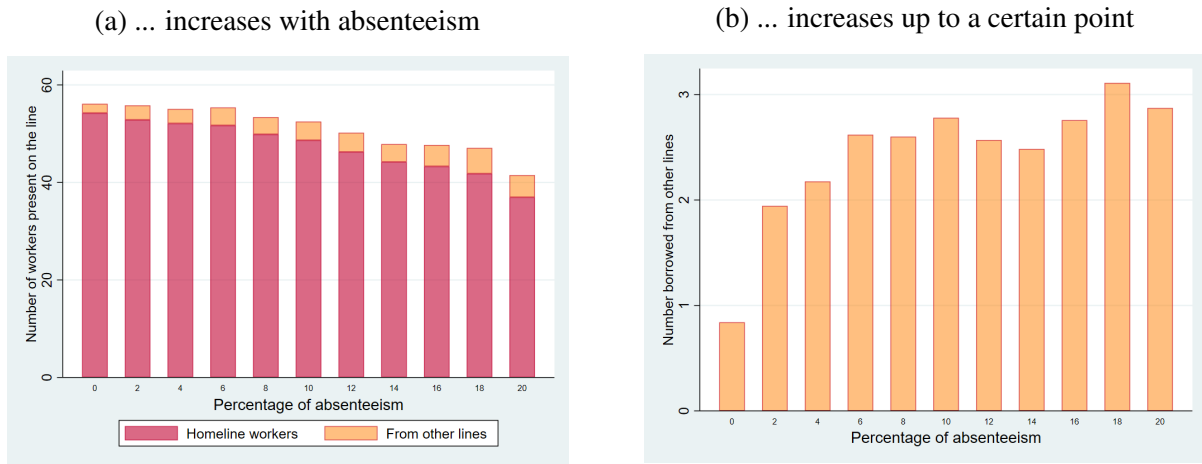 (a) ... increases with absenteeism
Number of workers present on the line
60
40
20
0
0 2 4 6 8 10 12 14 16 18 20
Percentage of absenteeism
Homeline workers From other lines
(b) ... increases up to a certain point
Number borrowed from other lines
3
2
1
0
0 2 4 6 8 10 12 14 16 18 20
Percentage of absenteeism